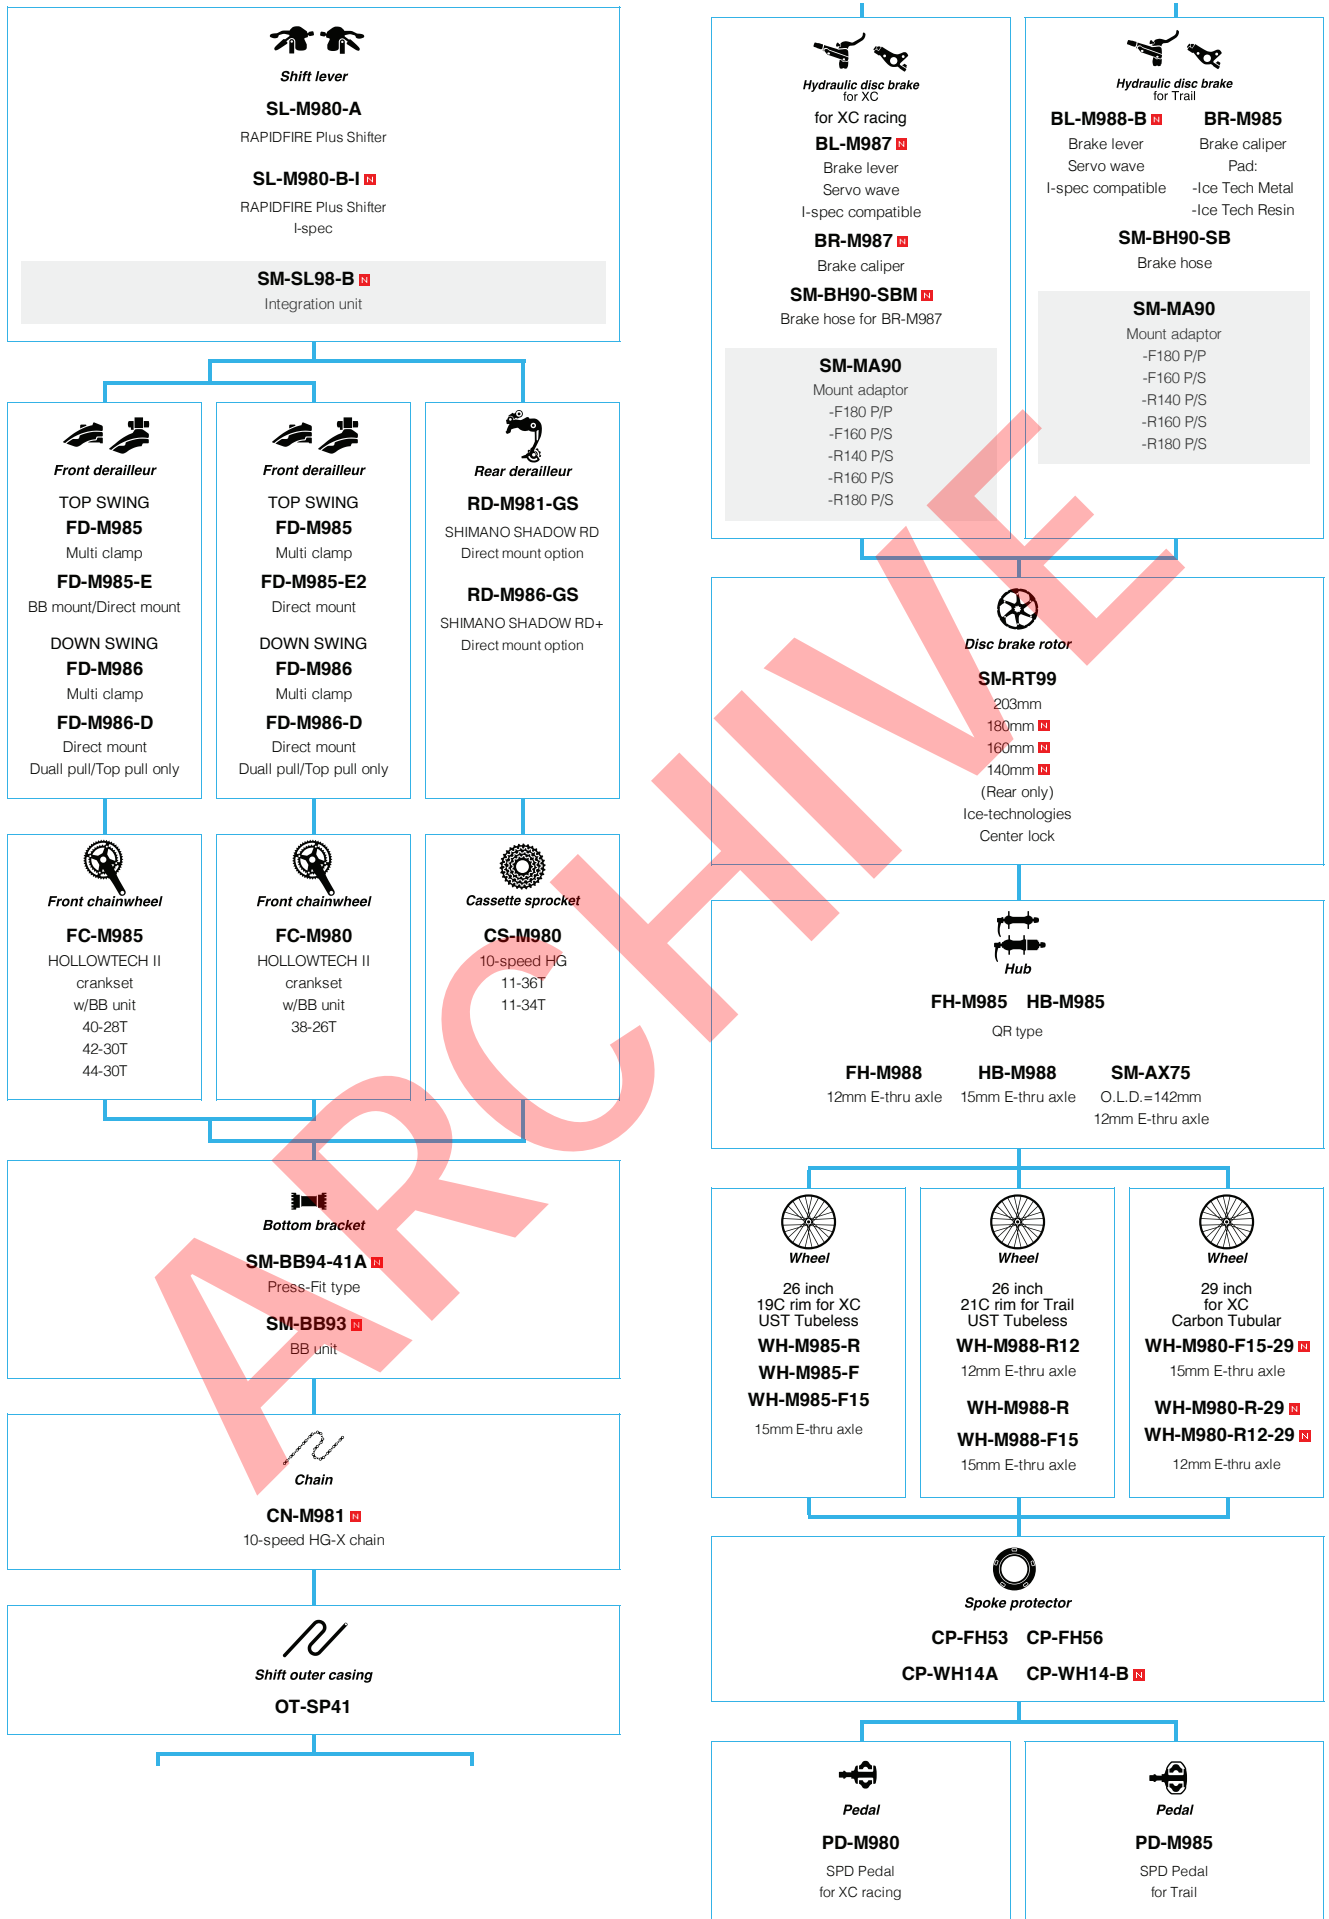 Shift lever
SL-M980-A
RAPIDFIRE Plus Shifter
SL-M980-B-I N
RAPIDFIRE Plus Shifter
I-spec
SM-SL98-B N
Integration unit
Front derailleur
TOP SWING
FD-M985
Multi clamp
FD-M985-E
BB mount/Direct mount
DOWN SWING
FD-M986
Multi clamp
FD-M986-D
Direct mount
Duall pull/Top pull only
Front derailleur
TOP SWING
FD-M985
Multi clamp
FD-M985-E2
Direct mount
DOWN SWING
FD-M986
Multi clamp
FD-M986-D
Direct mount
Duall pull/Top pull only
Rear derailleur
RD-M981-GS
SHIMANO SHADOW RD
Direct mount option
RD-M986-GS
SHIMANO SHADOW RD+
Direct mount option
Front chainwheel
FC-M985
HOLLOWTECH II
crankset
w/BB unit
40-28T
42-30T
44-30T
Front chainwheel
FC-M980
HOLLOWTECH II
crankset
w/BB unit
38-26T
Cassette sprocket
CS-M980
10-speed HG
11-36T
11-34T
Bottom bracket
SM-BB94-41A N
Press-Fit type
SM-BB93 N
BB unit
Chain
CN-M981 N
10-speed HG-X chain
Shift outer casing
OT-SP41
Hydraulic disc brake
for XC
for XC racing
BL-M987 N
Brake lever
Servo wave
I-spec compatible
BR-M987 N
Brake caliper
SM-BH90-SBM N
Brake hose for BR-M987
SM-MA90
Mount adaptor
-F180 P/P
-F160 P/S
-R140 P/S
-R160 P/S
-R180 P/S
Hydraulic disc brake
for Trail
BL-M988-B N
Brake lever
Servo wave
I-spec compatible
BR-M985
Brake caliper
Pad:
-Ice Tech Metal
-Ice Tech Resin
SM-BH90-SB
Brake hose
SM-MA90
Mount adaptor
-F180 P/P
-F160 P/S
-R140 P/S
-R160 P/S
-R180 P/S
Disc brake rotor
SM-RT99
203mm
180mm N
160mm N
140mm N
(Rear only)
Ice-technologies
Center lock
Hub
FH-M985 HB-M985
QR type
FH-M988
12mm E-thru axle
HB-M988
15mm E-thru axle
SM-AX75
O.L.D.=142mm
12mm E-thru axle
Wheel
26 inch
19C rim for XC
UST Tubeless
WH-M985-R
WH-M985-F
WH-M985-F15
15mm E-thru axle
Wheel
26 inch
21C rim for Trail
UST Tubeless
WH-M988-R12
12mm E-thru axle
WH-M988-R
WH-M988-F15
15mm E-thru axle
Wheel
29 inch
for XC
Carbon Tubular
WH-M980-F15-29 N
15mm E-thru axle
WH-M980-R-29 N
WH-M980-R12-29 N
12mm E-thru axle
Spoke protector
CP-FH53 CP-FH56
CP-WH14A CP-WH14-B N
Pedal
PD-M980
SPD Pedal
for XC racing
Pedal
PD-M985
SPD Pedal
for Trail
ARCHIVE